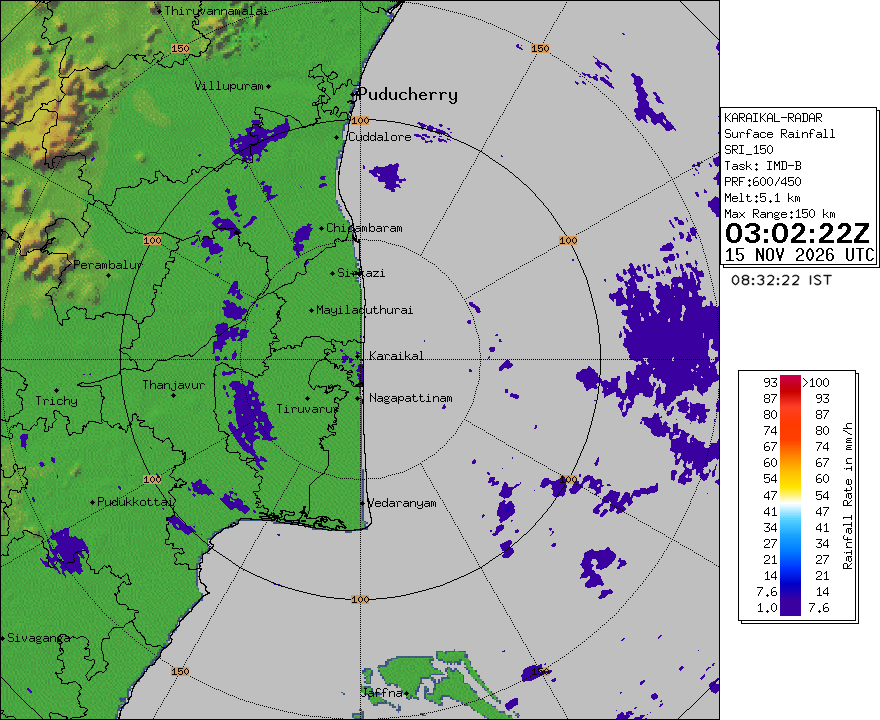 Thiruvannamalai
150
150
Villupuram
Puducherry
100
Cuddalore
KARAIKAL-RADAR
Surface Rainfall
SRI_150
Task: IMD-B
PRF:600/450
Melt:5.1 km
Max Range:150 km
03:02:22Z
15 NOV 2026 UTC
08:32:22 IST
Chidambaram
100
100
Perambalur
Sirkazi
Mayiladuthurai
Karaikal
Thanjavur
Trichy
Tiruvarur
Nagapattinam
93 >100
87 93
80 87
74 80
67 74
60 67
54 60
47 54
41 47
34 41
27 34
21 27
14 21
7.6 14
1.0 7.6
Rainfall Rate in mm/h
100
100
Pudukkottai
Vedaranyam
100
Sivaganga
150
150
Jaffna